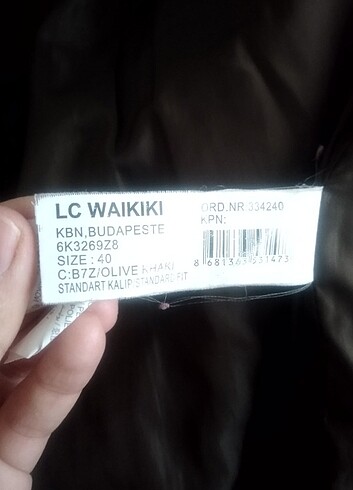 LC WAIKIKI
KBN,BUDAPESTE
6K3269Z8
SIZE : 40
C:B7Z/OLIVE KHAKI
STANDART KALIP/STANDARD FIT
ORD.NR:334240
KPN: